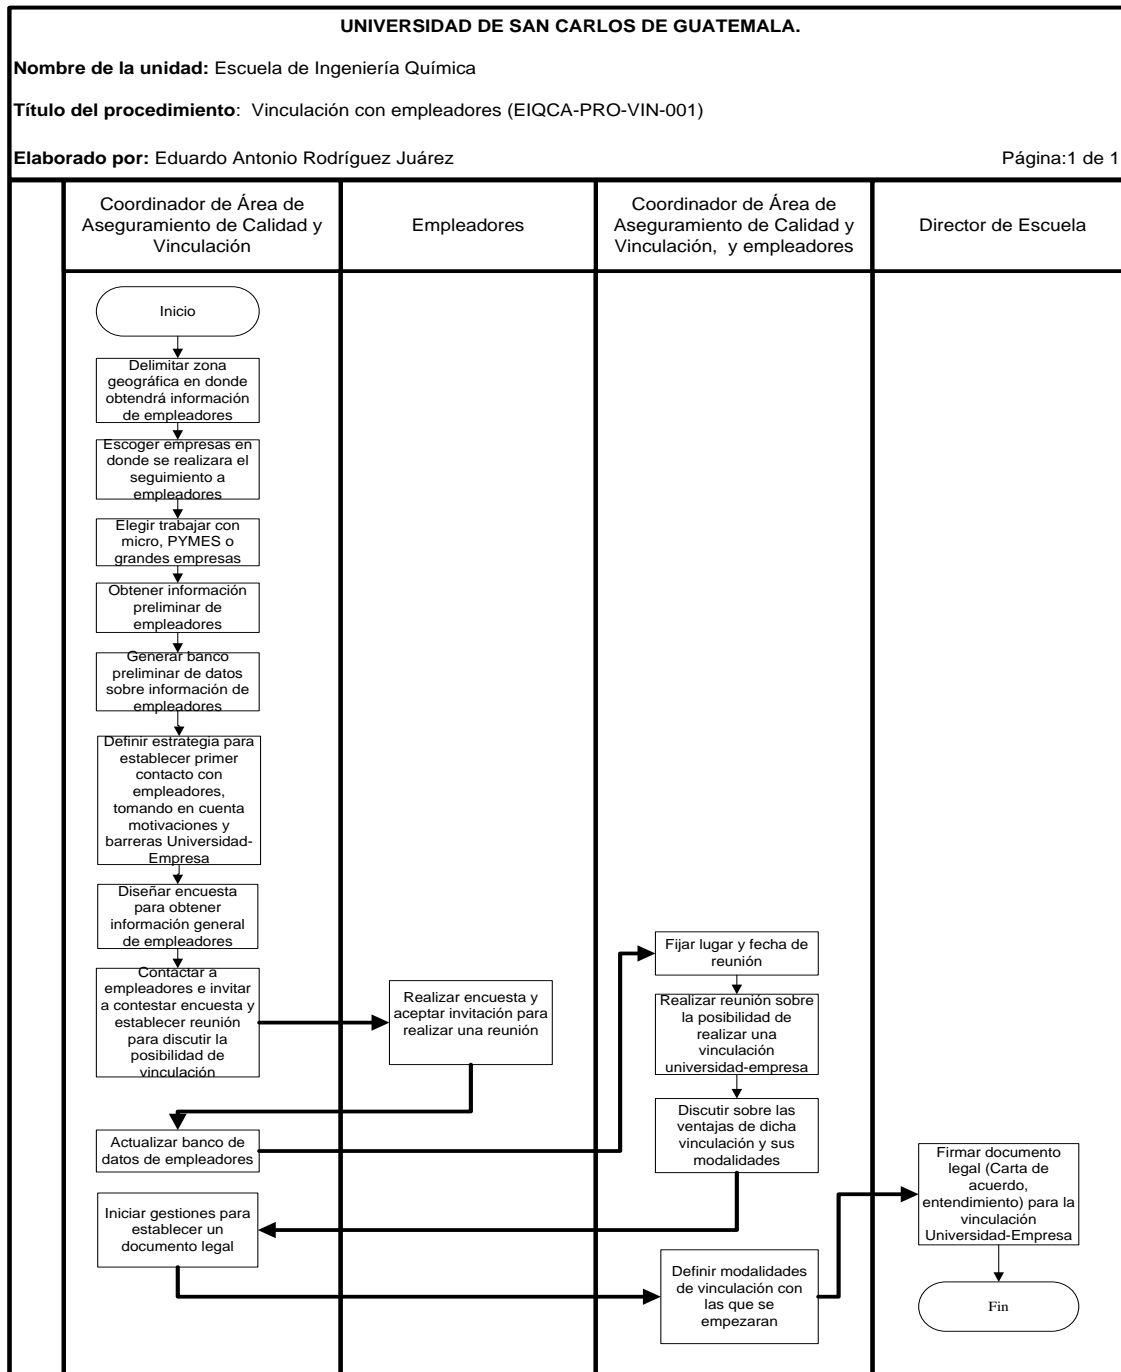 UNIVERSIDAD DE SAN CARLOS DE GUATEMALA.
Nombre de la unidad: Escuela de Ingeniería Química
Título del procedimiento: Vinculación con empleadores (EIQCA-PRO-VIN-001)
Elaborado por: Eduardo Antonio Rodríguez Juárez
Página:1 de 1
Coordinador de Área de
Aseguramiento de Calidad y
Vinculación
Empleadores
Coordinador de Área de
Aseguramiento de Calidad y
Vinculación, y empleadores
Director de Escuela
Inicio
Delimitar zona
geográfica en donde
obtendrá información
de empleadores
Escoger empresas en
donde se realizara el
seguimiento a
empleadores
Elegir trabajar con
micro, PYMES o
grandes empresas
Obtener información
preliminar de
empleadores
Generar banco
preliminar de datos
sobre información de
empleadores
Definir estrategia para
establecer primer
contacto con
empleadores,
tomando en cuenta
motivaciones y
barreras Universidad-
Empresa
Diseñar encuesta
para obtener
información general
de empleadores
Contactar a
empleadores e invitar
a contestar encuesta y
establecer reunión
para discutir la
posibilidad de
vinculación
Realizar encuesta y
aceptar invitación para
realizar una reunión
Actualizar banco de
datos de empleadores
Fijar lugar y fecha de
reunión
Realizar reunión sobre
la posibilidad de
realizar una
vinculación
universidad-empresa
Discutir sobre las
ventajas de dicha
vinculación y sus
modalidades
Iniciar gestiones para
establecer un
documento legal
Definir modalidades
de vinculación con
las que se
empezaran
Firmar documento
legal (Carta de
acuerdo,
entendimiento) para la
vinculación
Universidad-Empresa
Fin